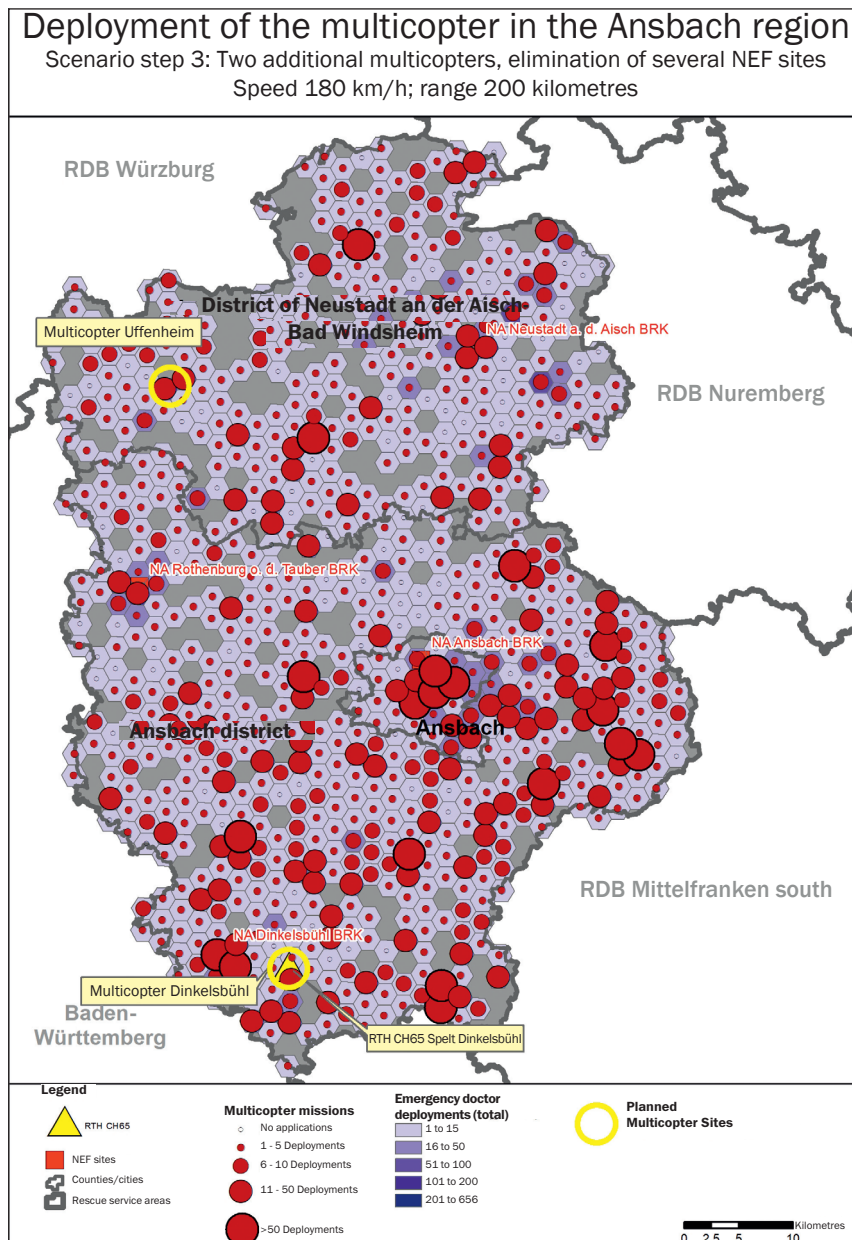 Deployment of the multicopter in the Ansbach region
Scenario step 3: Two additional multicopters, elimination of several NEF sites
Speed 180 km/h; range 200 kilometres
RDB Würzburg
District of Neustadt an der Aisch-
Bad Windsheim
Multicopter Uffenheim
NA Neustadt a. d. Aisch BRK
RDB Nuremberg
NA Rothenburg o. d. Tauber BRK
NA Ansbach BRK
Ansbach
Ansbach district
RDB Mittelfranken south
NA Dinkelsbühl BRK
Multicopter Dinkelsbühl
Baden-
Württemberg
RTH CH65 Spelt Dinkelsbühl
Legend
RTH CH65
NEF sites
Counties/cities
Rescue service areas
Multicopter missions
No applications
1 - 5 Deployments
6 - 10 Deployments
11 - 50 Deployments
>50 Deployments
Emergency doctor
deployments (total)
1 to 15
16 to 50
51 to 100
101 to 200
201 to 656
Planned
Multicopter Sites
Kilometres
0 2,5 5 10